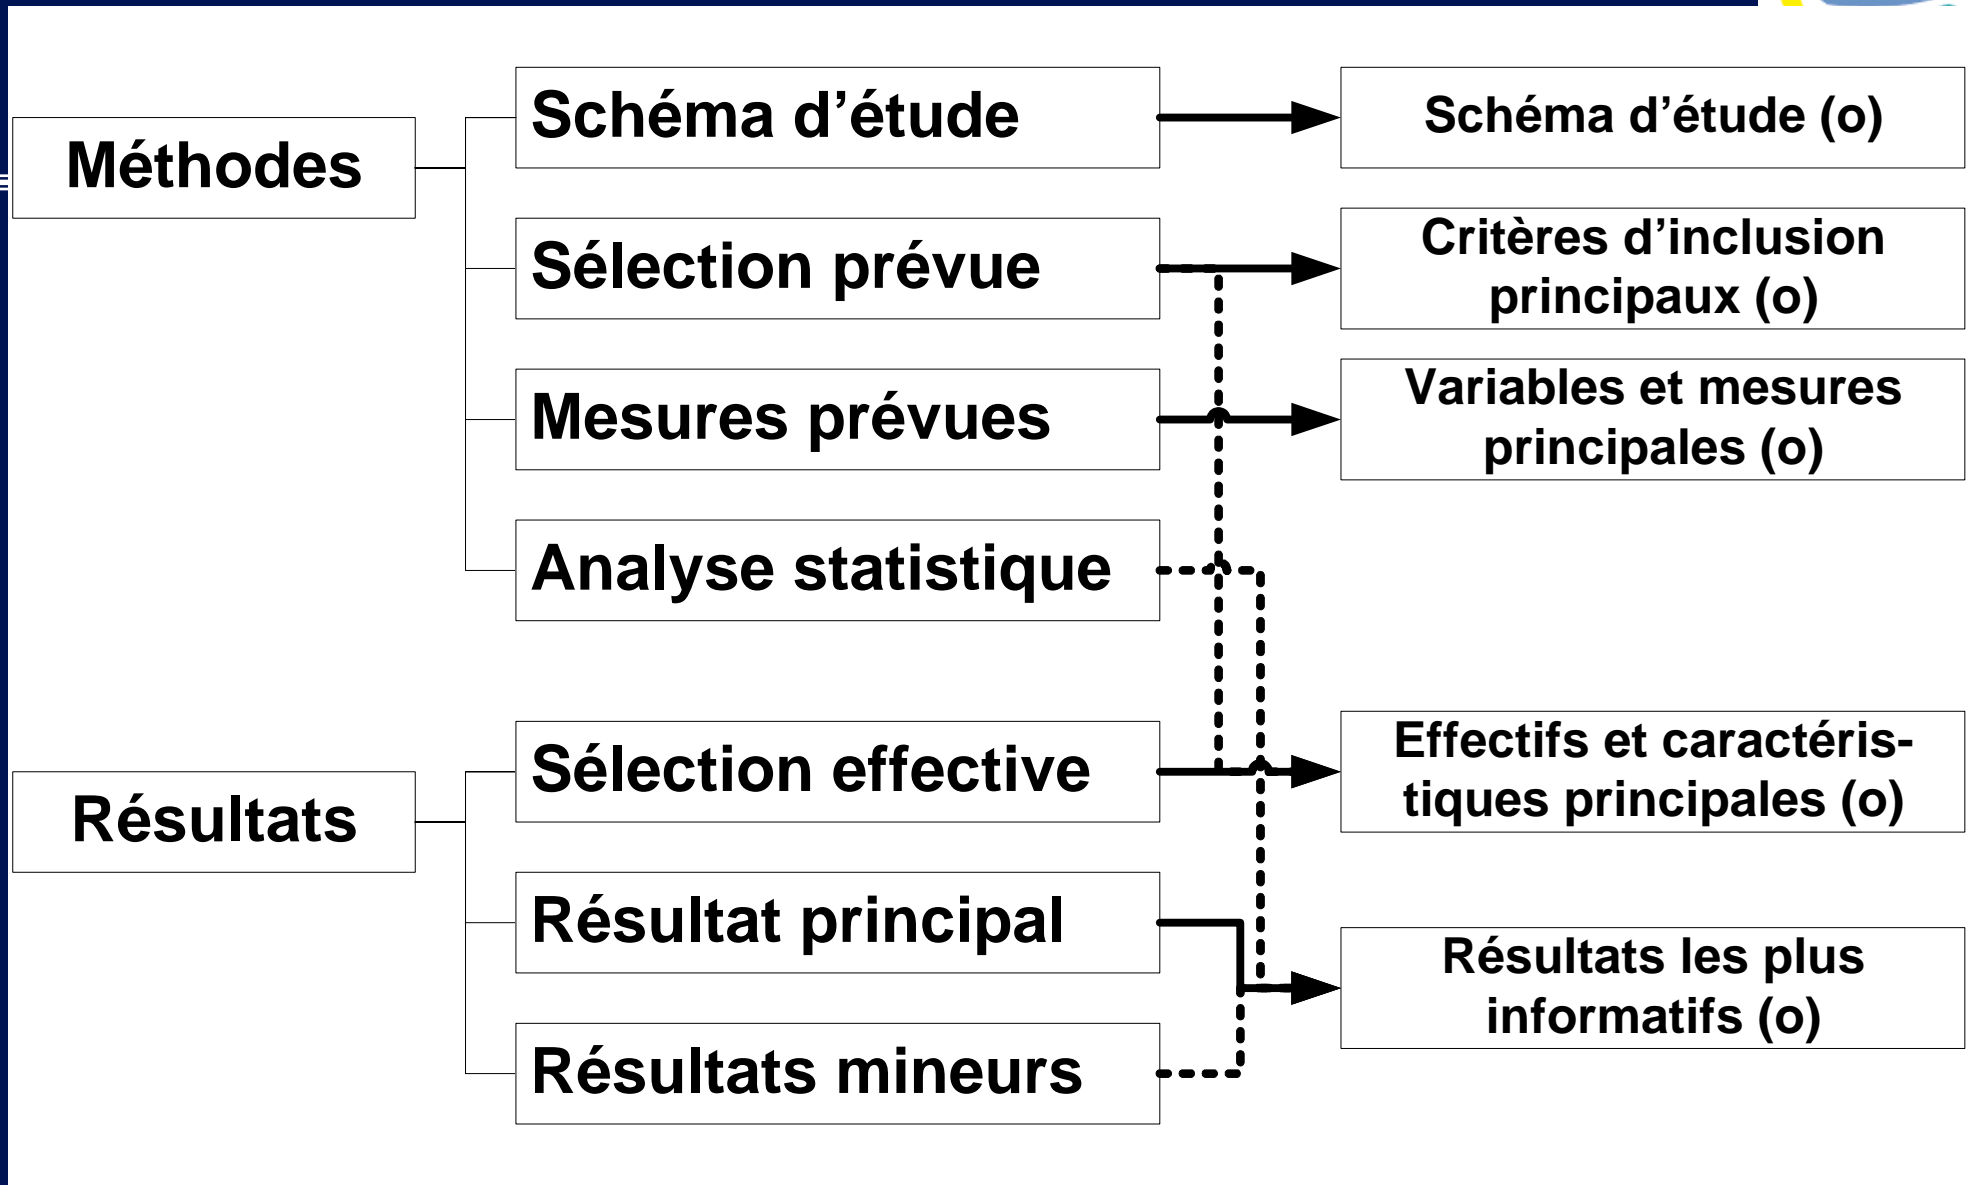 Méthodes
Schéma d’étude
Sélection prévue
Mesures prévues
Analyse statistique
Schéma d’étude (o)
Critères d’inclusion
principaux (o)
Variables et mesures
principales (o)
Résultats
Sélection effective
Résultat principal
Résultats mineurs
Effectifs et caractéris-
tiques principales (o)
Résultats les plus
informatifs (o)